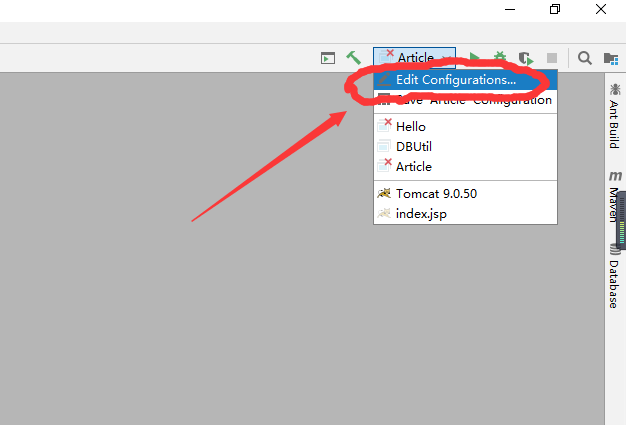 Article
Edit Configurations...
Save 'Article' Configuration
Hello
DBUtil
Article
Tomcat 9.0.50
index.jsp
Ant Build
Maven
Database